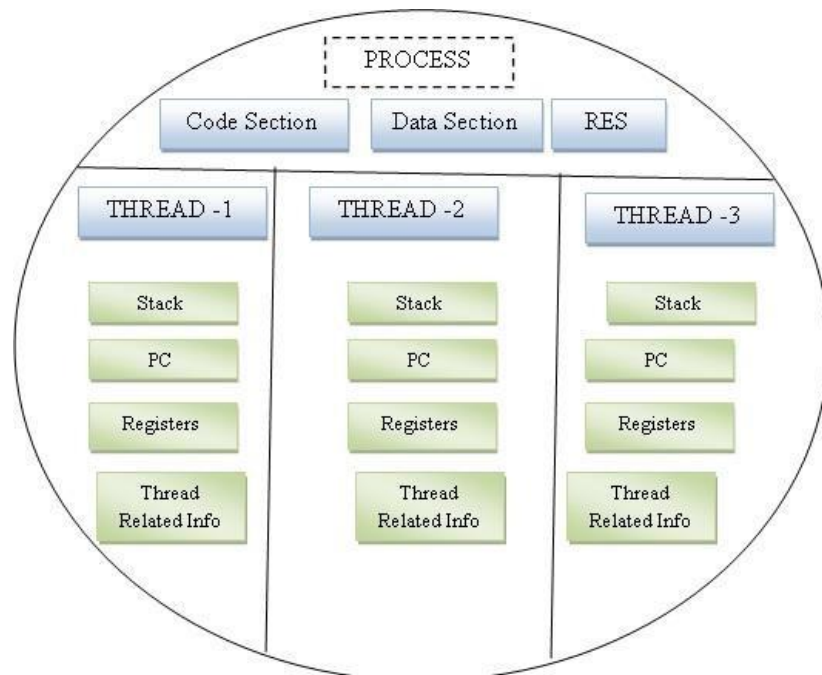 PROCESS
Code Section
Data Section
RES
THREAD -1
THREAD -2
THREAD -3
Stack
Stack
Stack
PC
PC
PC
Registers
Registers
Registers
Thread
Related Info
Thread
Related Info
Thread
Related Info